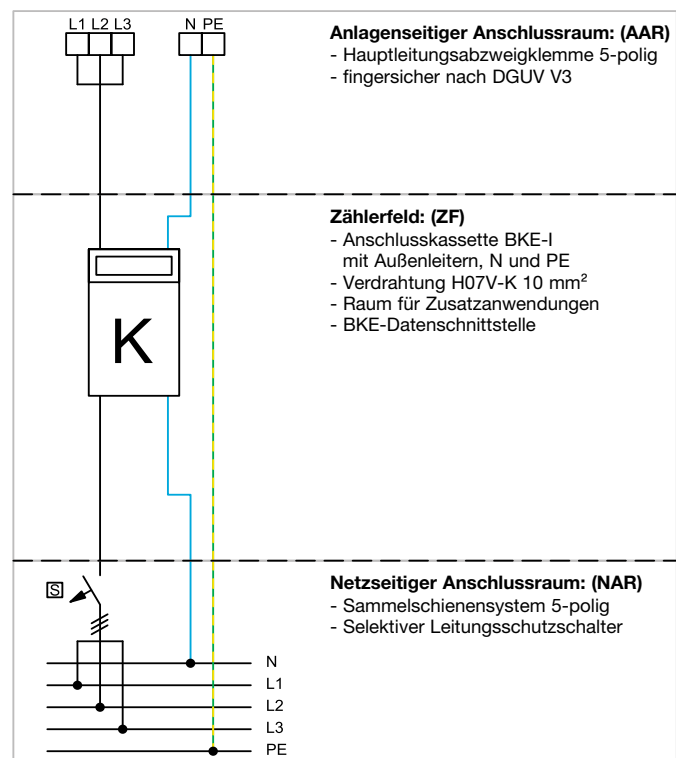 L1 L2 L3 N PE
Anlagenseitiger Anschlussraum: (AAR)
- Hauptleitungsabzweigklemme 5-polig
- fingersicher nach DGUV V3
Zählerfeld: (ZF)
- Anschlusskassette BKE-I
mit Außenleitern, N und PE
- Verdrahtung H07V-K 10 mm²
- Raum für Zusatzanwendungen
- BKE-Datenschnittstelle
K
Netzseitiger Anschlussraum: (NAR)
- Sammelschienensystem 5-polig
- Selektiver Leitungsschutzschalter
S
N
L1
L2
L3
PE